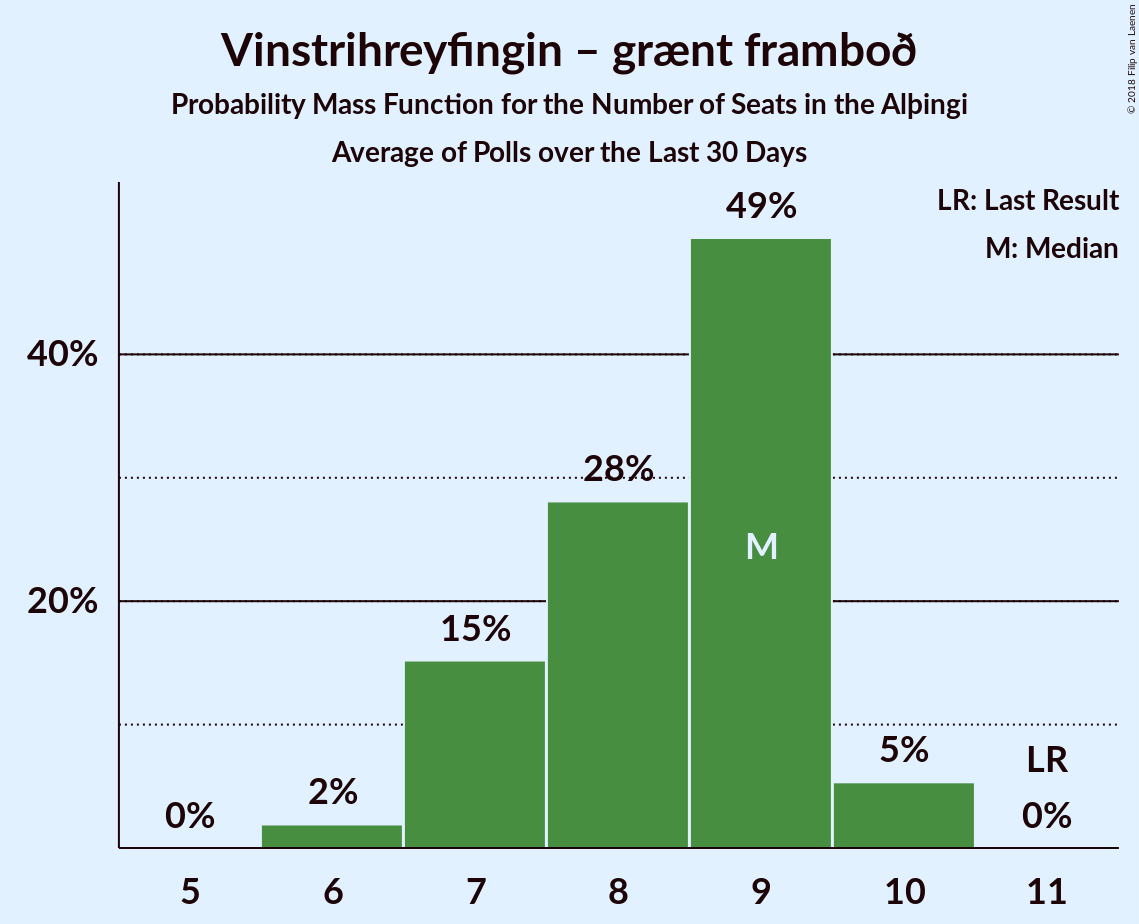 Vinstrihreyfingin – grænt framboð
Probability Mass Function for the Number of Seats in the Alþingi
Average of Polls over the Last 30 Days
© 2018 Filip van Laenen
LR: Last Result
M: Median
49%
40%
28%
M
20%
15%
5%
LR
2%
0%
0%
5 6 7 8 9 10 11